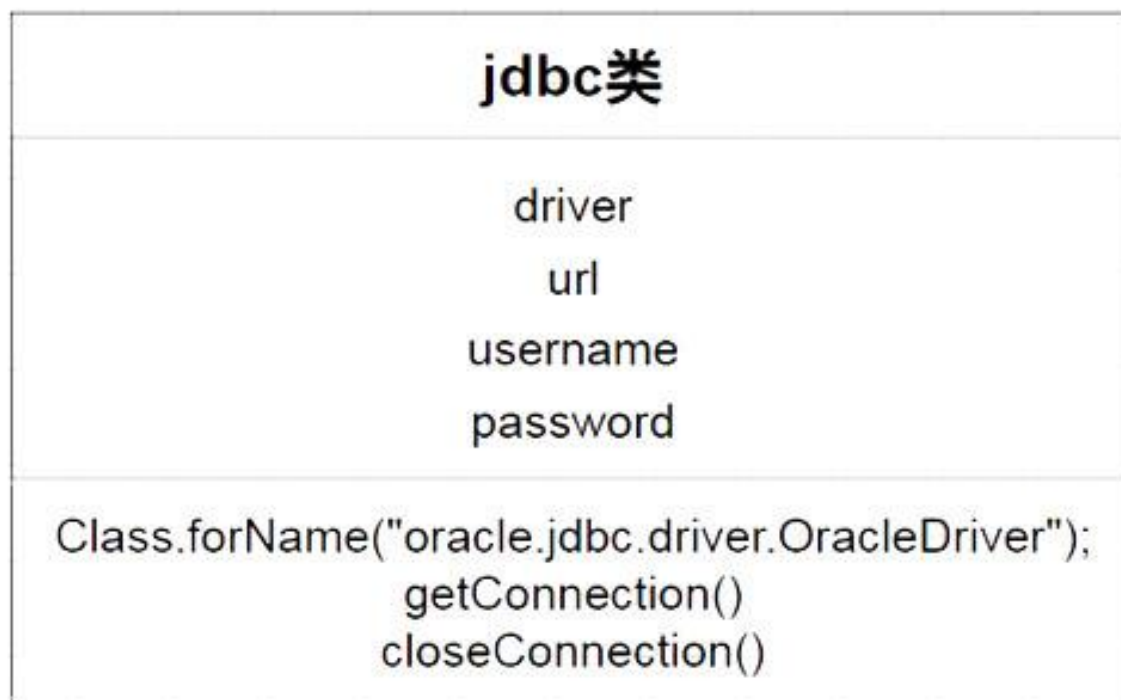 jdbc类
driver
url
username
password
Class.forName("oracle.jdbc.driver.OracleDriver");
getConnection()
closeConnection()